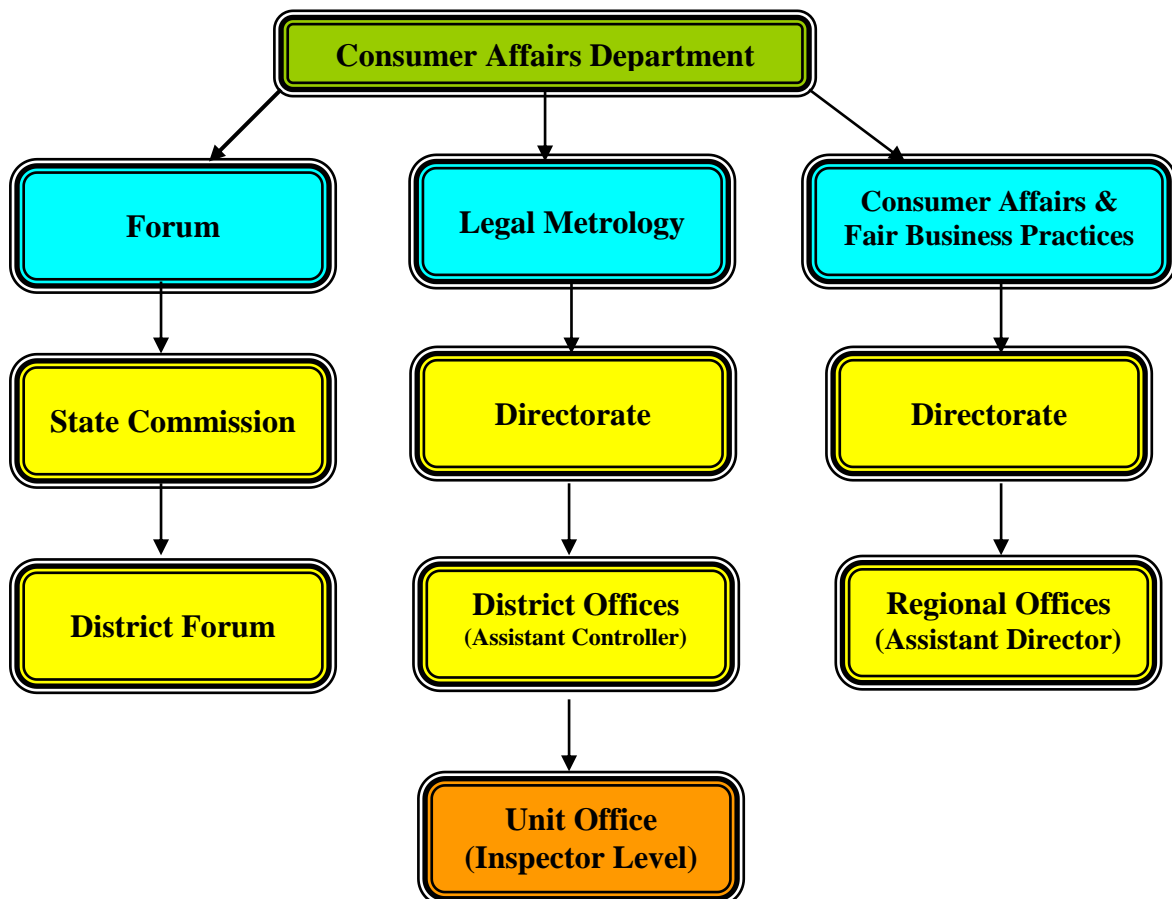 Consumer Affairs Department
Forum
Legal Metrology
Consumer Affairs &
Fair Business Practices
State Commission
Directorate
Directorate
District Forum
District Offices
(Assistant Controller)
Regional Offices
(Assistant Director)
Unit Office
(Inspector Level)